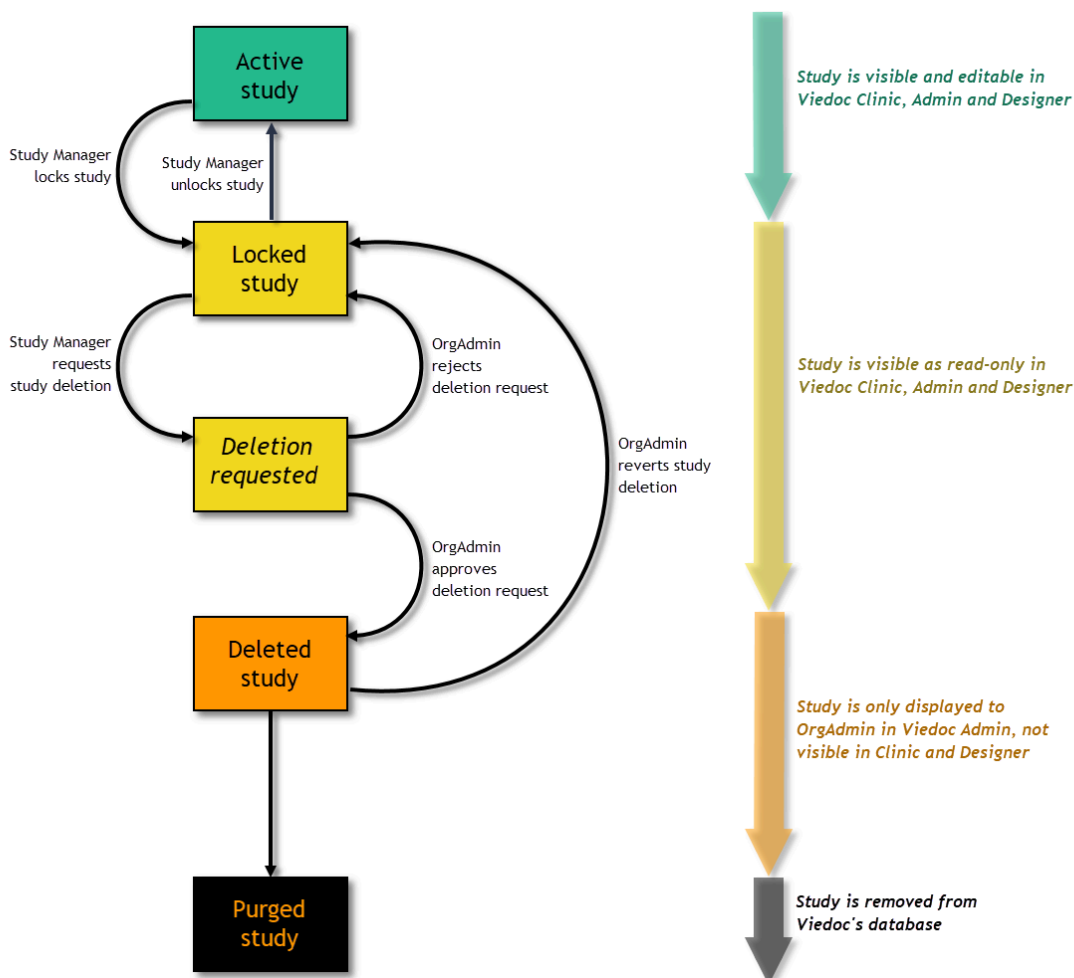 Active
study
Study is visible and editable in
Viedoc Clinic, Admin and Designer
Study Manager
locks study
Study Manager
unlocks study
Locked
study
Study Manager
requests
study deletion
OrgAdmin
rejects
deletion request
Study is visible as read-only in
Viedoc Clinic, Admin and Designer
Deletion
requested
OrgAdmin
reverts study
deletion
OrgAdmin
approves
deletion request
Deleted
study
Study is only displayed to
OrgAdmin in Viedoc Admin, not
visible in Clinic and Designer
Purged
study
Study is removed from
Viedoc's database